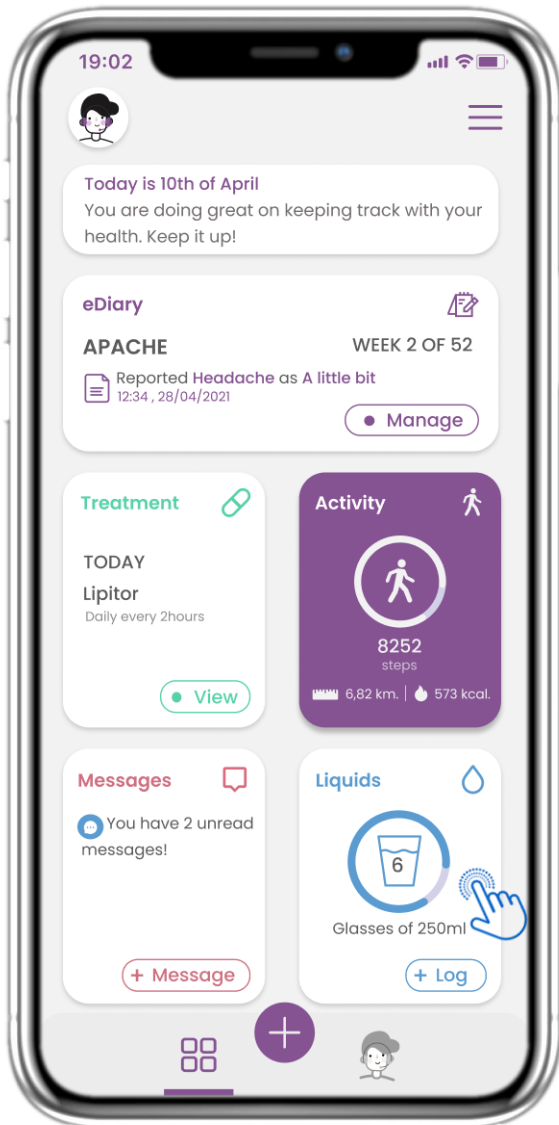 19:02
Today is 10th of April
You are doing great on keeping track with your
health. Keep it up!
eDiary
APACHE
WEEK 2 OF 52
Reported Headache as A little bit
12:34 , 28/04/2021
Manage
Treatment
TODAY
Lipitor
Daily every 2hours
View
Activity
8252
steps
6,82 km. | 573 kcal.
Messages
You have 2 unread
messages!
+ Message
Liquids
6
Glasses of 250ml
+ Log